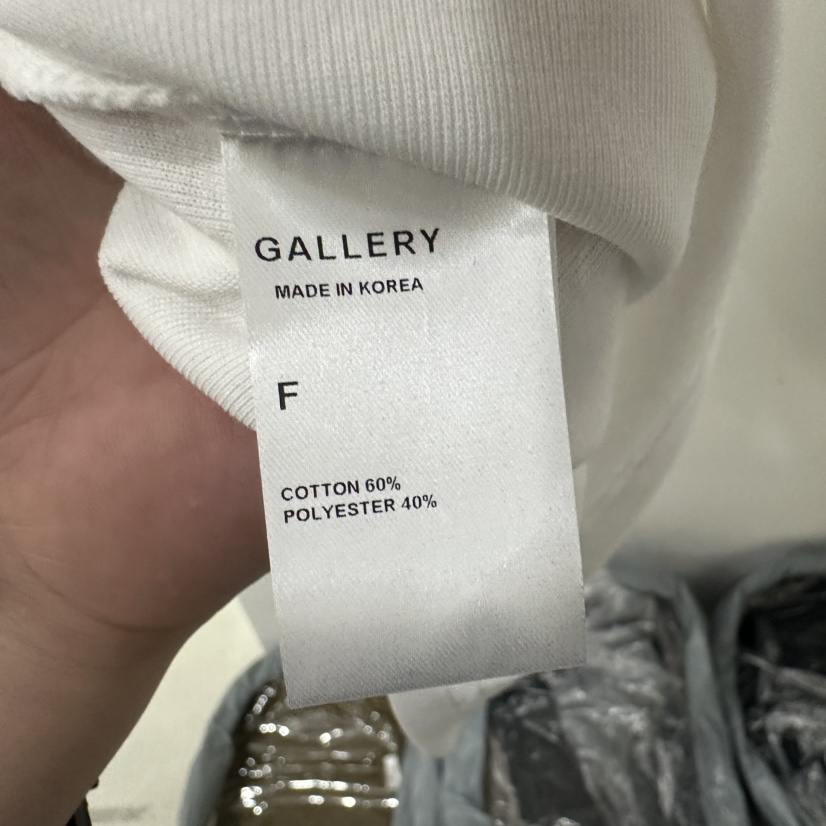 GALLERY
MADE IN KOREA
F
COTTON 60%
POLYESTER 40%